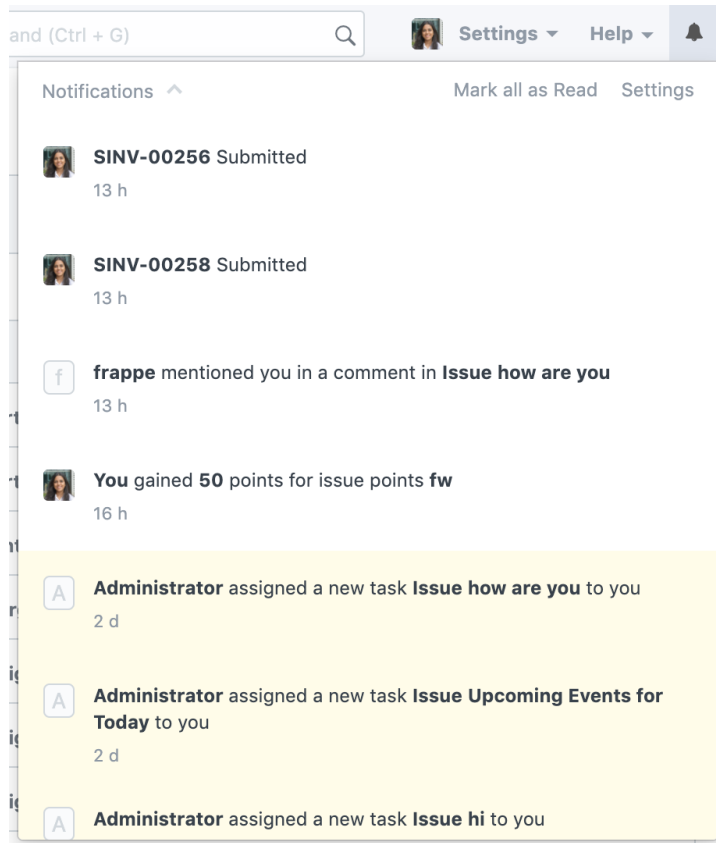 and (Ctrl + G)
Settings
Help
Notifications
Mark all as Read
Settings
SINV-00256 Submitted
13 h
SINV-00258 Submitted
13 h
f
frappe mentioned you in a comment in Issue how are you
13 h
You gained 50 points for issue points fw
16 h
A
Administrator assigned a new task Issue how are you to you
2 d
A
Administrator assigned a new task Issue Upcoming Events for
Today to you
2 d
A
Administrator assigned a new task Issue hi to you